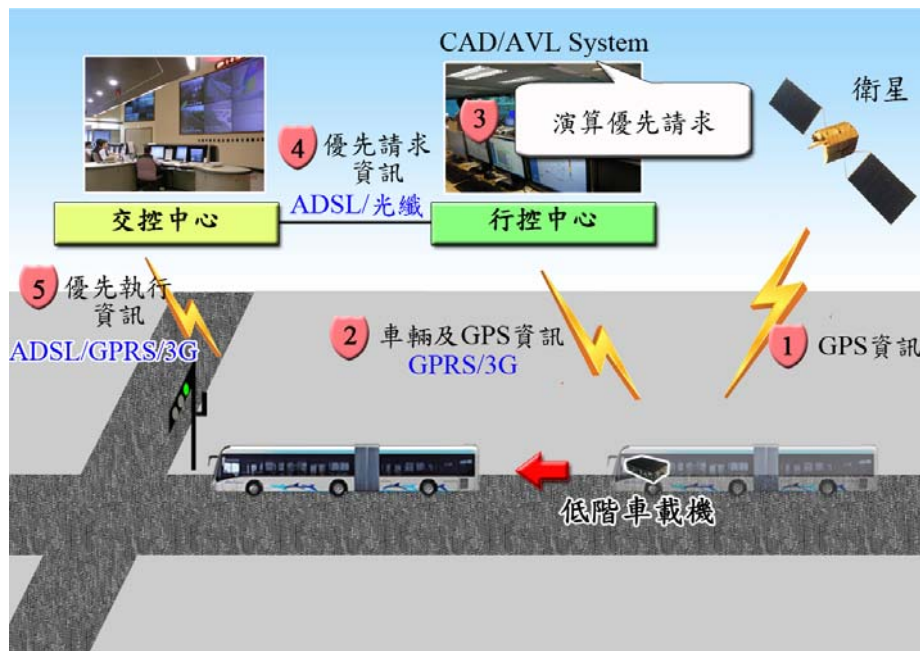 CAD/AVL System
衛星
3
演算優先請求
4
優先請求
資訊
ADSL/光纖
交控中心
行控中心
5
優先執行
資訊
ADSL/GPRS/3G
2
車輛及GPS資訊
GPRS/3G
1
GPS資訊
低階車載機